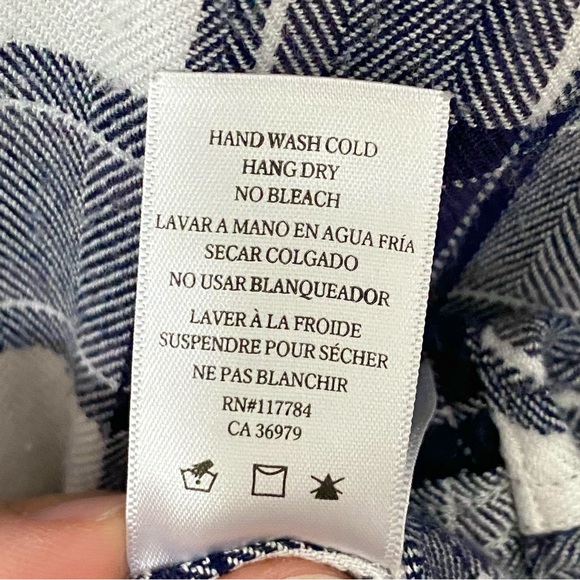 HAND WASH COLD
HANG DRY
NO BLEACH
LAVAR A MANO EN AGUA FRÍA
SECAR COLGADO
NO USAR BLANQUEADOR
LAVER À LA FROIDE
SUSPENDRE POUR SÉCHER
NE PAS BLANCHIR
RN#117784
CA 36979